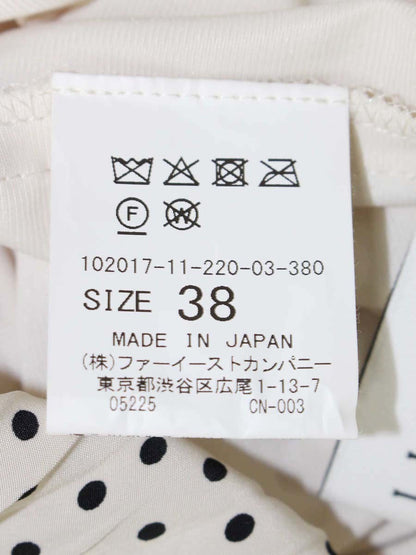 F W
102017-11-220-03-380
SIZE 38
MADE IN JAPAN
(株)ファーイーストカンパニー
東京都渋谷区広尾1-13-7
05225 CN-003